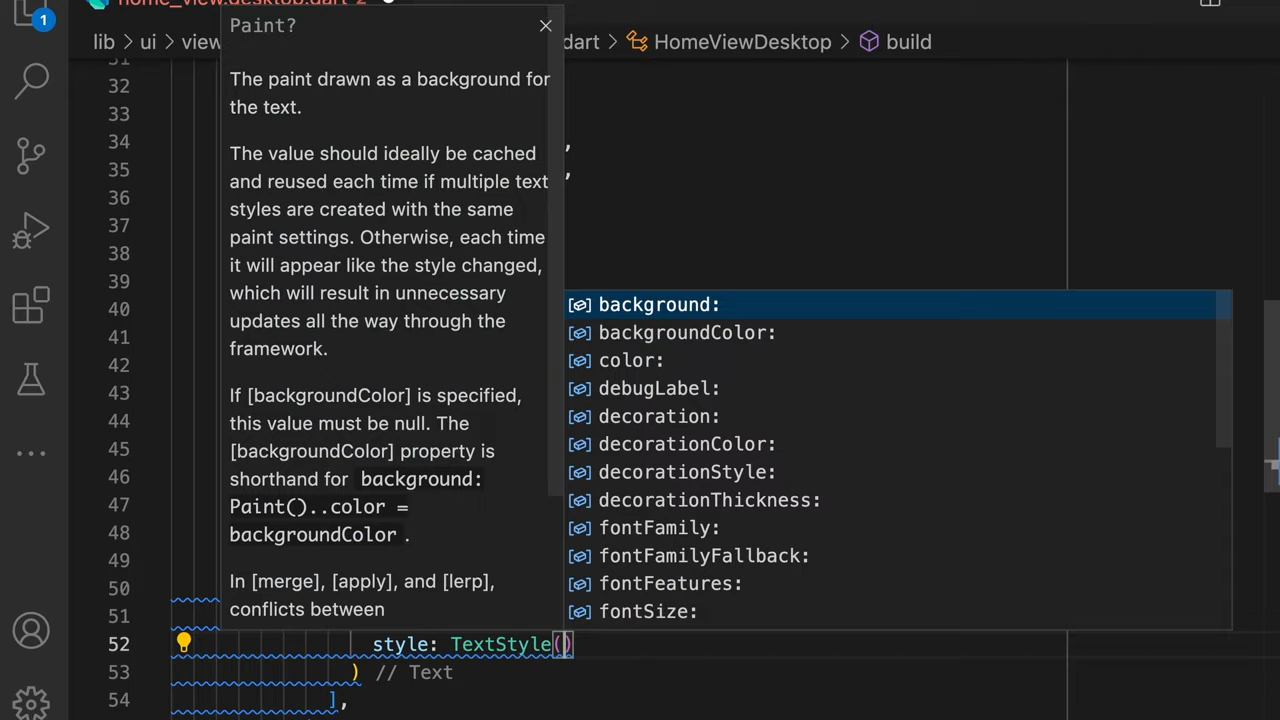 home_view.desktop.dart 2
1
lib > ui > view
dart > HomeViewDesktop > build
Paint?
The paint drawn as a background for
the text.
The value should ideally be cached
and reused each time if multiple text
styles are created with the same
paint settings. Otherwise, each time
it will appear like the style changed,
which will result in unnecessary
updates all the way through the
framework.
If [backgroundColor] is specified,
this value must be null. The
[backgroundColor] property is
shorthand for background:
Paint()..color =
backgroundColor .
In [merge], [apply], and [lerp],
conflicts between
background:
backgroundColor:
color:
debugLabel:
decoration:
decorationColor:
decorationStyle:
decorationThickness:
fontFamily:
fontFamilyFallback:
fontFeatures:
fontSize:
31
32
33
34 ,
35 ,
36
37
38
39
40
41
42
43
44
45
46
47
48
49
50
51
52 style: TextStyle()
53 ) // Text
54 ],